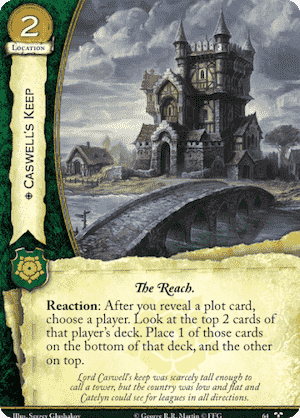 2
LOCATION
CASWELL'S KEEP
The Reach.
Reaction: After you reveal a plot card,
choose a player. Look at the top 2 cards of
that player's deck. Place 1 of those cards
on the bottom of that deck, and the other
on top.
Lord Caswell's keep was scarcely tall enough to
call a tower, but the country was low and flat and
Catelyn could see for leagues in all directions.
Illus. Sergey Glushakov
© George R.R. Martin © FFG
64